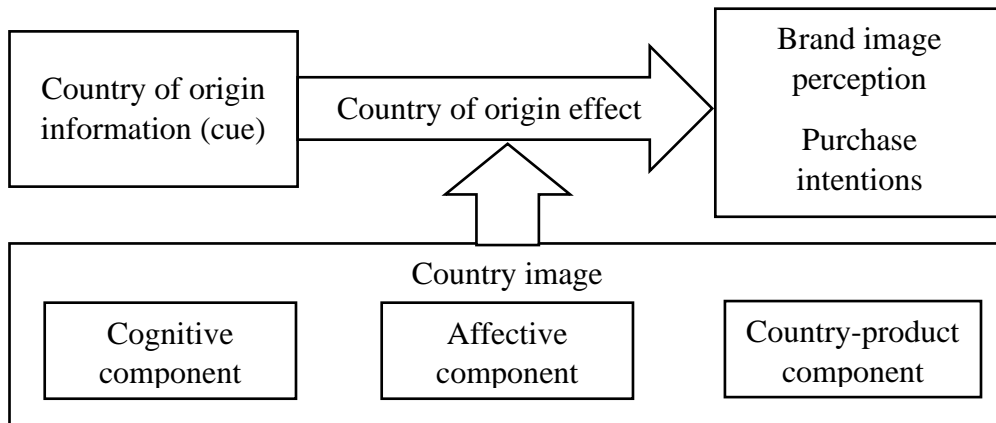 Country of origin
information (cue)
Country of origin effect
Brand image
perception
Purchase
intentions
Country image
Cognitive
component
Affective
component
Country-product
component